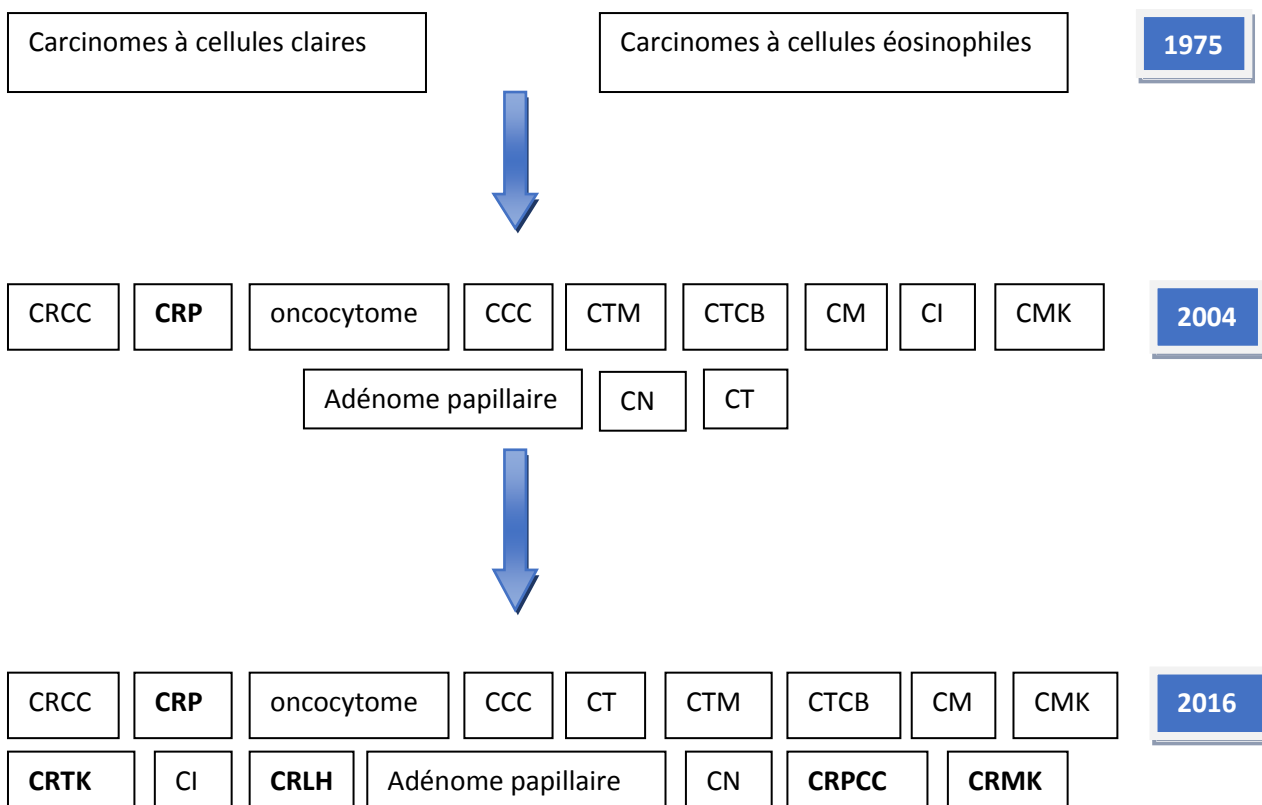 Carcinomes à cellules claires Carcinomes à cellules éosinophiles 1975
CRCC CRP oncocytome CCC CTM CTCB CM CI CMK 2004
Adénome papillaire CN CT
CRCC CRP oncocytome CCC CT CTM CTCB CM CMK 2016
CRTK CI CRLH Adénome papillaire CN CRPCC CRMK